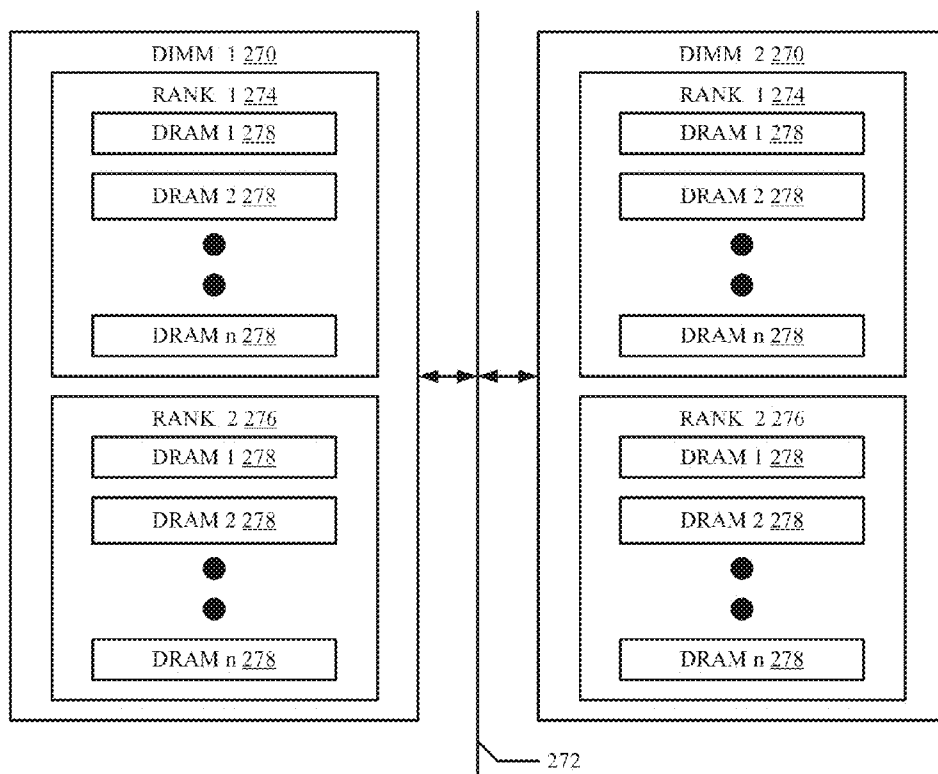 DIMM 1 270
RANK 1 274
DRAM 1 278
DRAM 2 278
DRAM n 278
RANK 2 276
DRAM 1 278
DRAM 2 278
DRAM n 278
DIMM 2 270
RANK 1 274
DRAM 1 278
DRAM 2 278
DRAM n 278
RANK 2 276
DRAM 1 278
DRAM 2 278
DRAM n 278
272